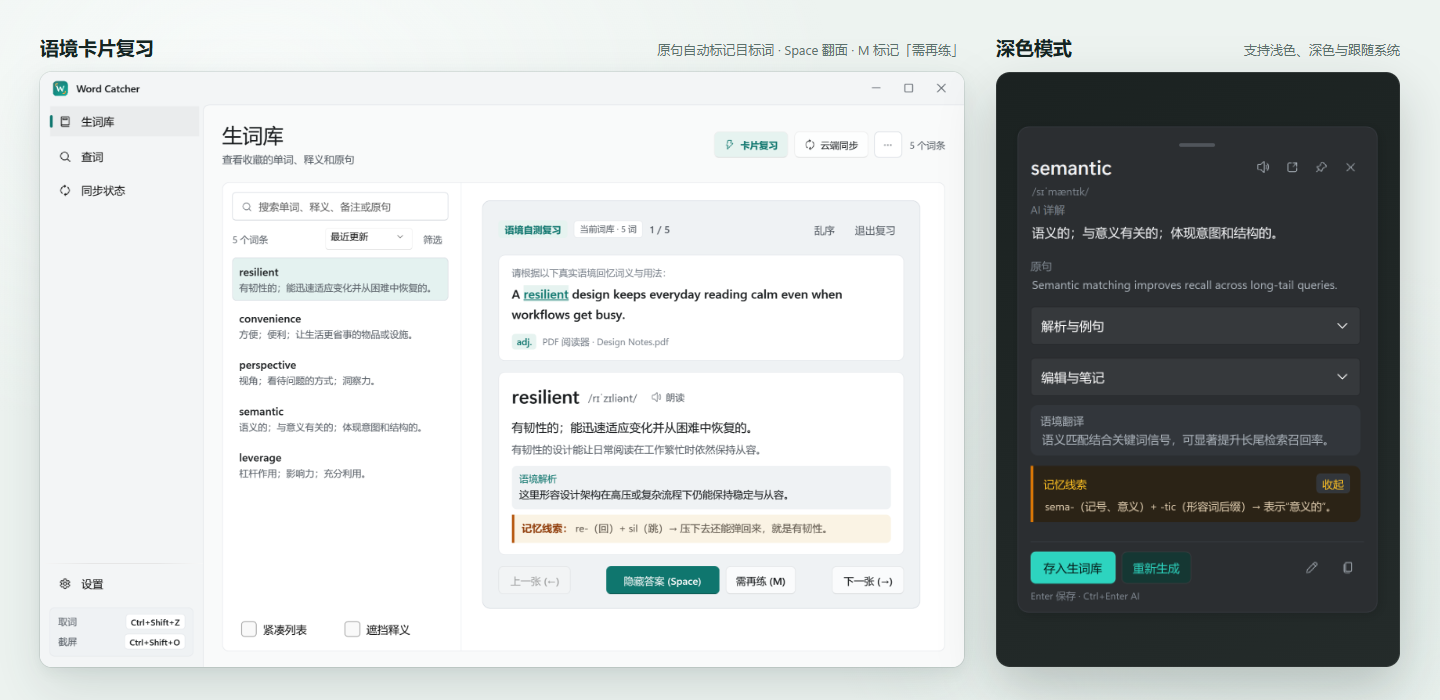 语境卡片复习
原句自动标记目标词 · Space 翻面 · M 标记「需再练」
W
Word Catcher
生词库
查词
同步状态
设置
取词 Ctrl+Shift+Z
截屏 Ctrl+Shift+O
生词库
查看收藏的单词、释义和原句
卡片复习
云端同步
···
5 个词条
搜索单词、释义、备注或原句
5 个词条
最近更新
筛选
resilient
有韧性的；能迅速适应变化并从困难中恢复的。
convenience
方便；便利；让生活更省事的物品或设施。
perspective
视角；看待问题的方式；洞察力。
semantic
语义的；与意义有关的；体现意图和结构的。
leverage
杠杆作用；影响力；充分利用。
紧凑列表
遮挡释义
语境自测复习
当前词库 · 5 词
1 / 5
乱序
退出复习
请根据以下真实语境回忆词义与用法：
A resilient design keeps everyday reading calm even when
workflows get busy.
adj.
PDF 阅读器 · Design Notes.pdf
resilient /rɪˈzɪliənt/ 朗读
有韧性的；能迅速适应变化并从困难中恢复的。
有韧性的设计能让日常阅读在工作繁忙时依然保持从容。
语境解析
这里形容设计架构在高压或复杂流程下仍能保持稳定与从容。
记忆线索： re-（回）+ sil（跳）→ 压下去还能弹回来，就是有韧性。
上一张 (←)
隐藏答案 (Space)
需再练 (M)
下一张 (→)
深色模式
支持浅色、深色与跟随系统
semantic
/sɪˈmæntɪk/
AI 详解
语义的；与意义有关的；体现意图和结构的。
原句
Semantic matching improves recall across long-tail queries.
解析与例句
编辑与笔记
语境翻译
语义匹配结合关键词信号，可显著提升长尾检索召回率。
记忆线索
收起
sema-（记号、意义）+ -tic（形容词后缀）→ 表示“意义的”。
存入生词库
重新生成
Enter 保存 · Ctrl+Enter AI